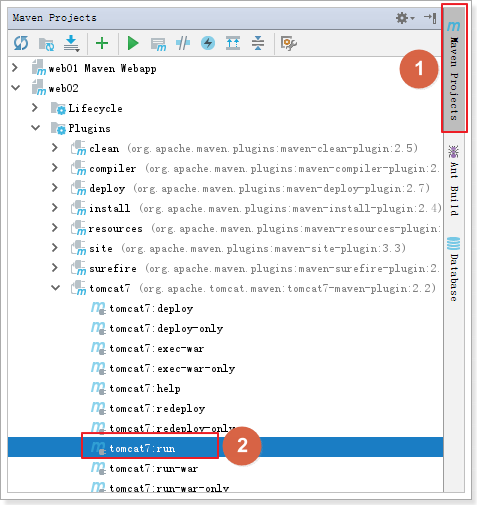 Maven Projects
web01 Maven Webapp
web02
Lifecycle
Plugins
clean (org.apache.maven.plugins:maven-clean-plugin:2.5)
compiler (org.apache.maven.plugins:maven-compiler-plugin:2.
deploy (org.apache.maven.plugins:maven-deploy-plugin:2.7)
install (org.apache.maven.plugins:maven-install-plugin:2.4)
resources (org.apache.maven.plugins:maven-resources-plugin:
site (org.apache.maven.plugins:maven-site-plugin:3.3)
surefire (org.apache.maven.plugins:maven-surefire-plugin:2.
tomcat7 (org.apache.tomcat.maven:tomcat7-maven-plugin:2.2)
tomcat7:deploy
tomcat7:deploy-only
tomcat7:exec-war
tomcat7:exec-war-only
tomcat7:help
tomcat7:redeploy
tomcat7:redeploy-only
tomcat7:run
2
tomcat7:run-war
tomcat7:run-war-only
1
Maven Projects
Ant Build
Database